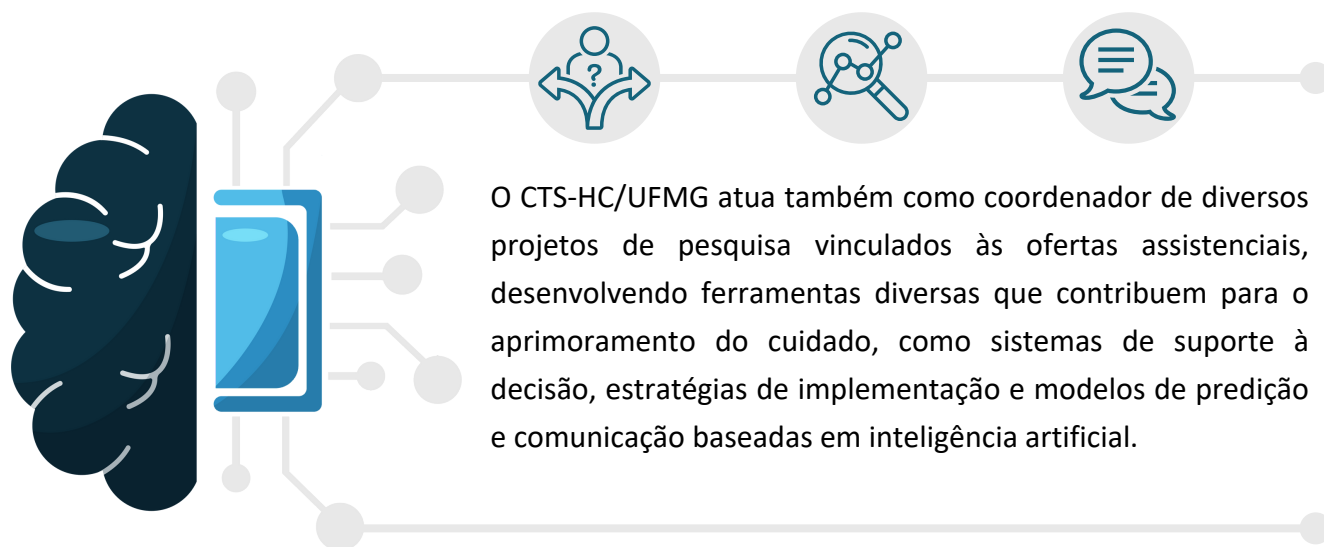 ?
O CTS-HC/UFMG atua também como coordenador de diversos
projetos de pesquisa vinculados às ofertas assistenciais,
desenvolvendo ferramentas diversas que contribuem para o
aprimoramento do cuidado, como sistemas de suporte à
decisão, estratégias de implementação e modelos de predição
e comunicação baseadas em inteligência artificial.